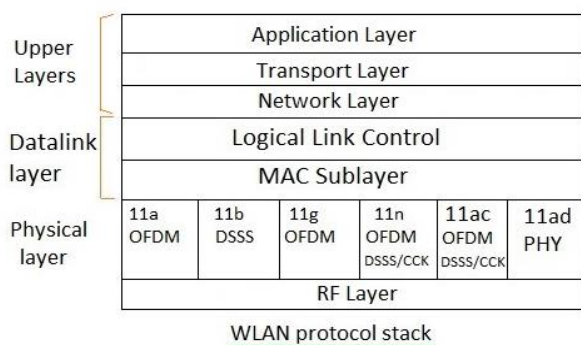 Upper
Layers
Application Layer
Transport Layer
Network Layer
Datalink
layer
Logical Link Control
MAC Sublayer
Physical
layer
11a
OFDM
11b
DSSS
11g
OFDM
11n
OFDM
DSSS/CCK
11ac
OFDM
DSSS/CCK
11ad
PHY
RF Layer
WLAN protocol stack